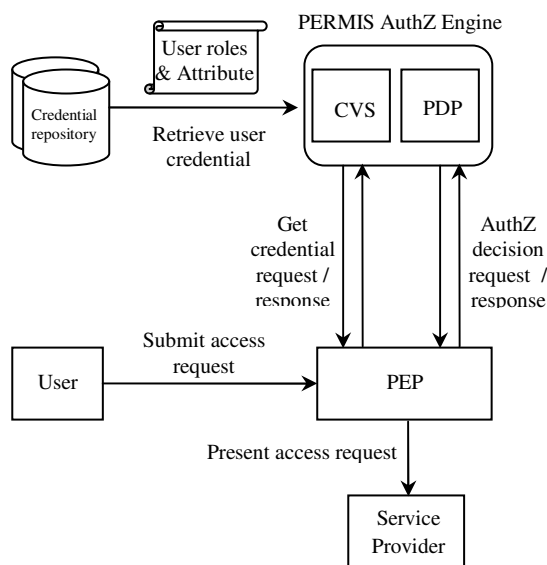 PERMIS AuthZ Engine
User roles
& Attribute
Credential
repository
CVS
PDP
Retrieve user
credential
Get
credential
request /
response
AuthZ
decision
request /
response
Submit access
request
User
PEP
Present access request
Service
Provider